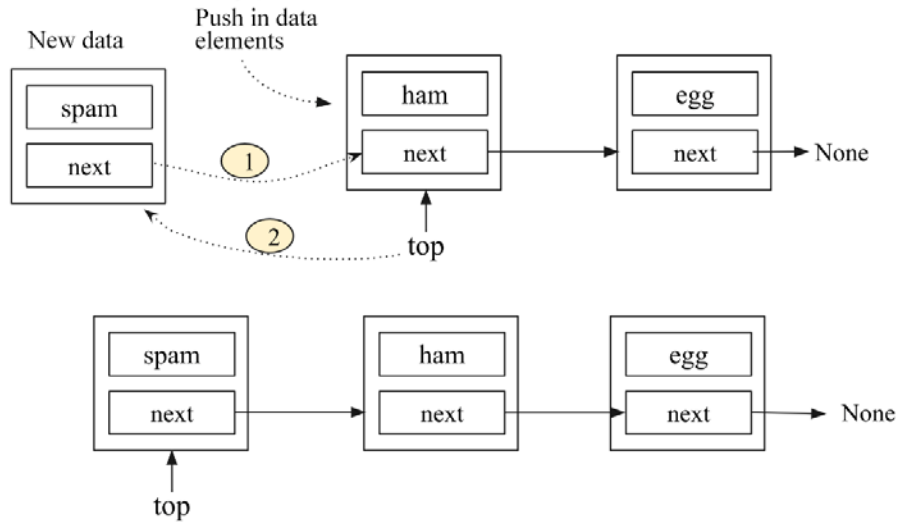 New data
Push in data
elements
spam
next
1
ham
next
egg
next
None
2
top
spam
next
ham
next
egg
next
None
top